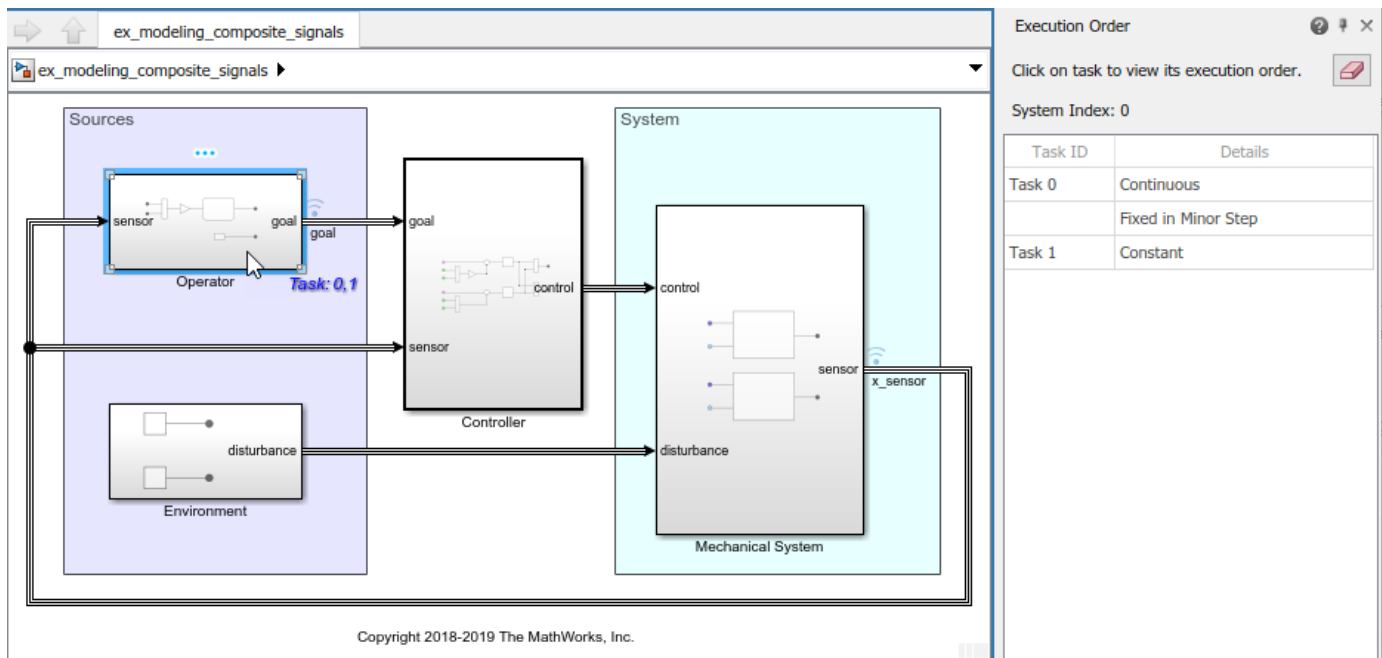 ex_modeling_composite_signals
ex_modeling_composite_signals
Sources
sensor
goal
goal
Operator
Task: 0,1
disturbance
Environment
goal
control
sensor
Controller
System
control
sensor
x_sensor
disturbance
Mechanical System
Copyright 2018-2019 The MathWorks, Inc.
Execution Order
Click on task to view its execution order.
System Index: 0
Task ID Details
Task 0 Continuous
Fixed in Minor Step
Task 1 Constant